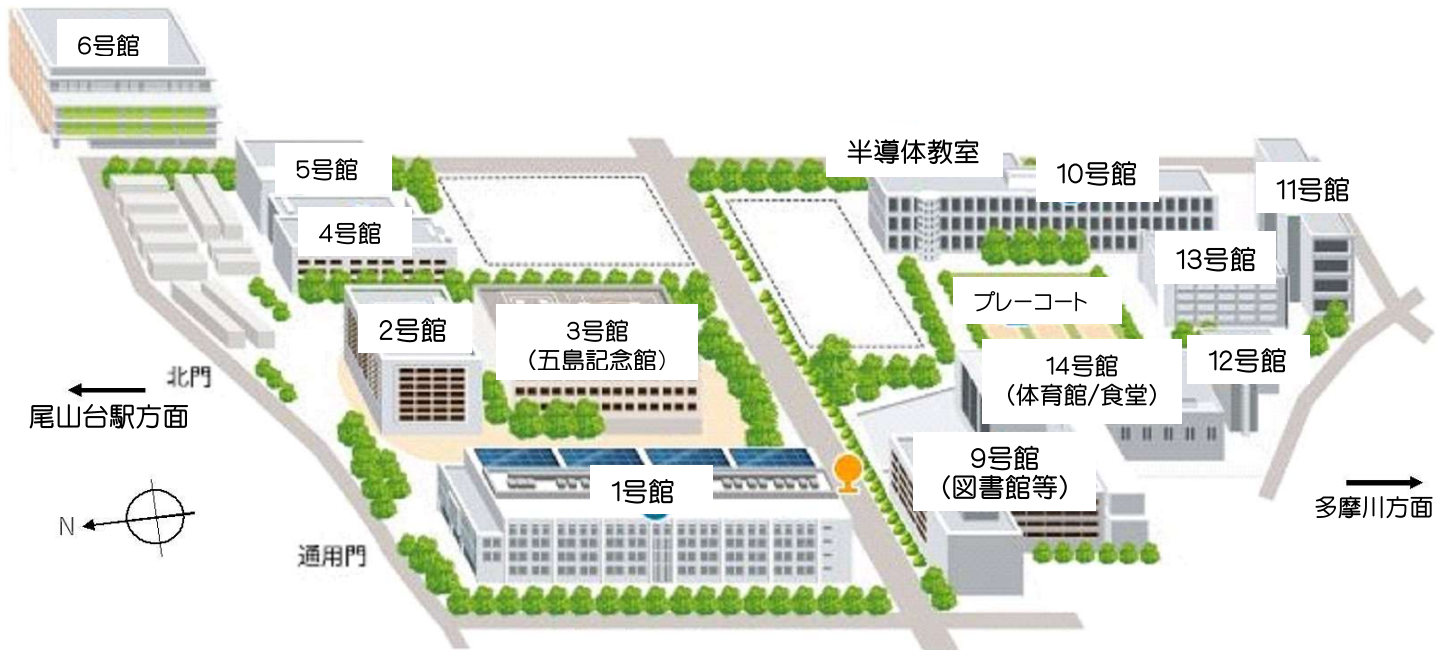 6号館
5号館
4号館
半導体教室
10号館
11号館
13号館
プレーコート
2号館
3号館
(五島記念館)
14号館
(体育館/食堂)
12号館
北門
尾山台駅方面
9号館
(図書館等)
1号館
多摩川方面
N
通用門